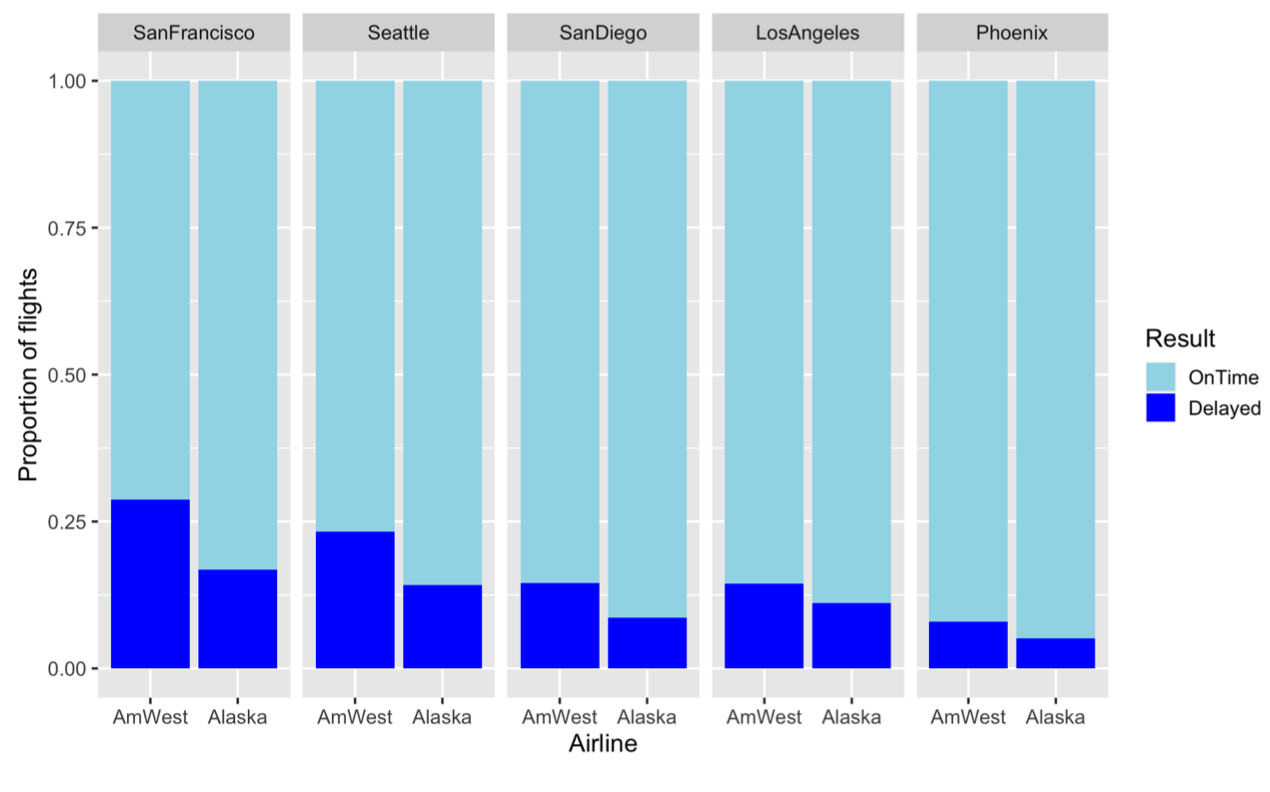 SanFrancisco Seattle SanDiego LosAngeles Phoenix
1.00
0.75
0.50
0.25
0.00
Proportion of flights
AmWest Alaska AmWest Alaska AmWest Alaska AmWest Alaska AmWest Alaska
Airline
Result
OnTime
Delayed